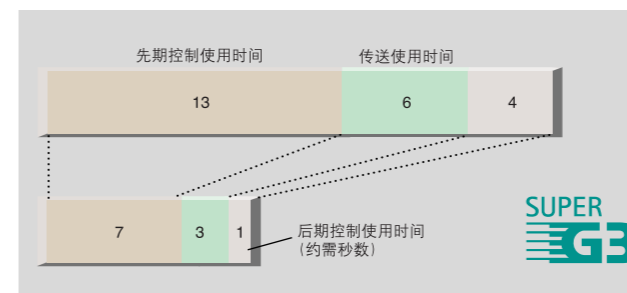 先期控制使用时间 传送使用时间
13 6 4
7 3 1
后期控制使用时间
(约需秒数)
SUPER
G3